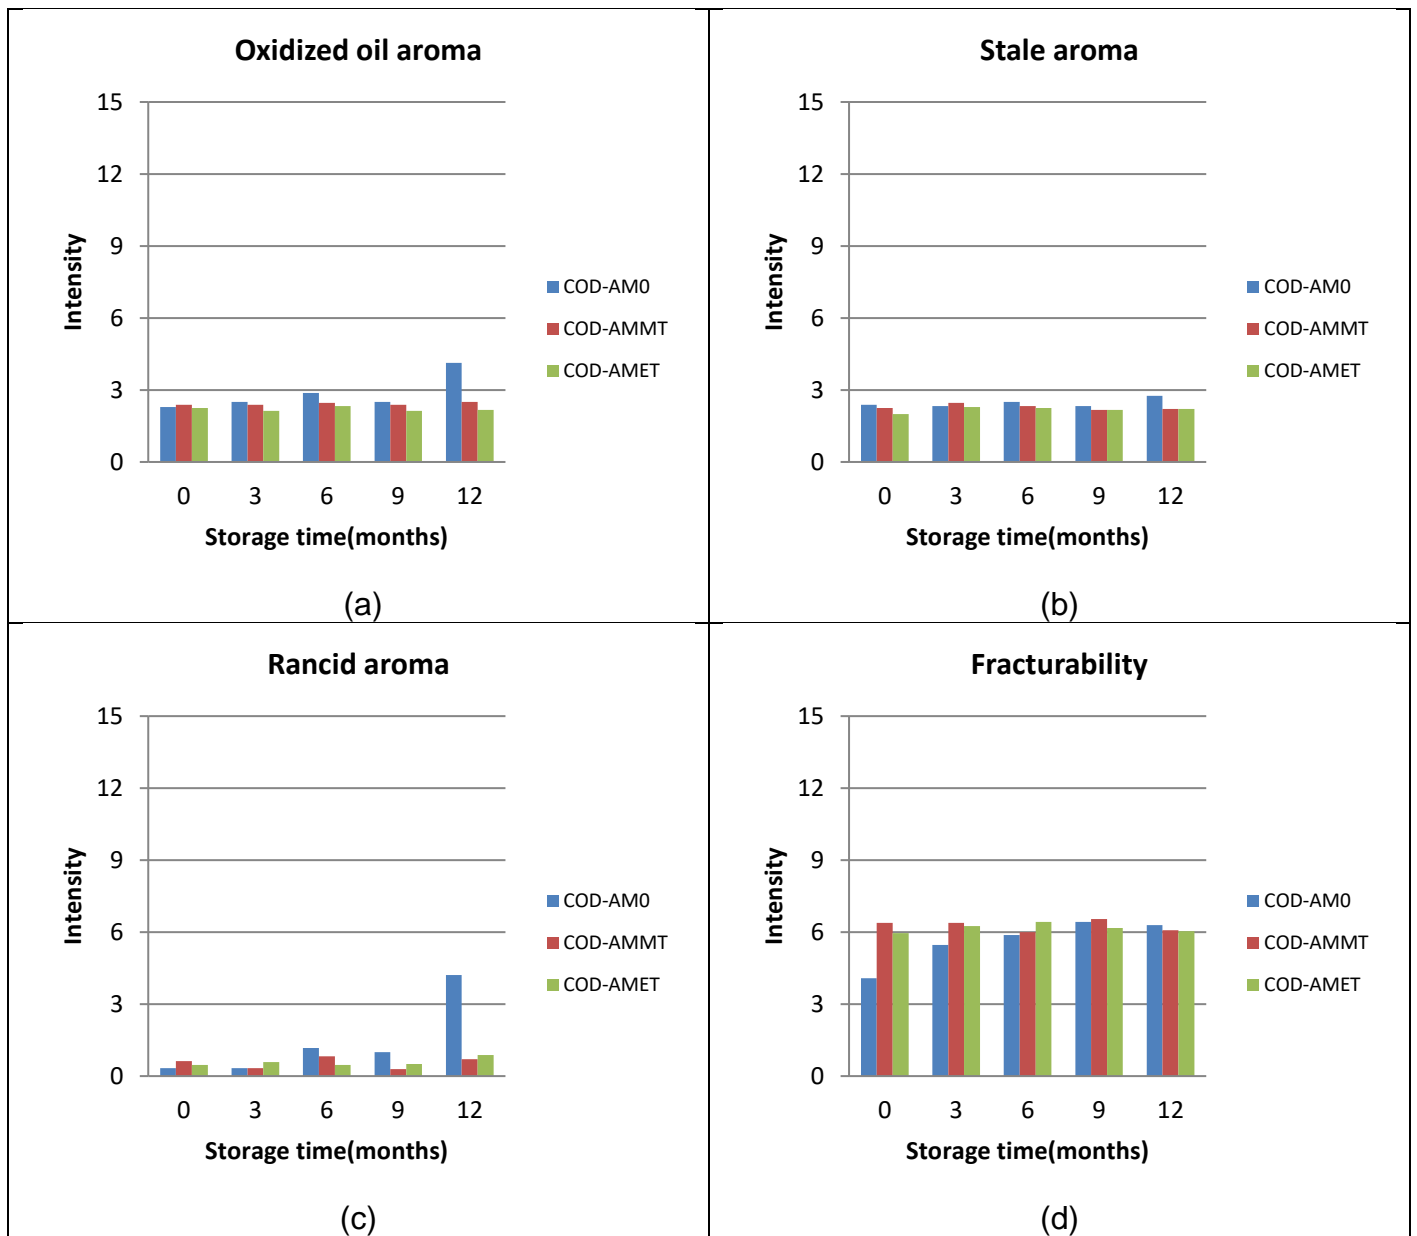 Oxidized oil aroma
15
12
9
6
3
0
Intensity
0 3 6 9 12
Storage time(months)
COD-AM0
COD-AMMT
COD-AMET
(a)
Stale aroma
15
12
9
6
3
0
Intensity
0 3 6 9 12
Storage time(months)
COD-AM0
COD-AMMT
COD-AMET
(b)
Rancid aroma
15
12
9
6
3
0
Intensity
0 3 6 9 12
Storage time(months)
COD-AM0
COD-AMMT
COD-AMET
(c)
Fracturability
15
12
9
6
3
0
Intensity
0 3 6 9 12
Storage time(months)
COD-AM0
COD-AMMT
COD-AMET
(d)